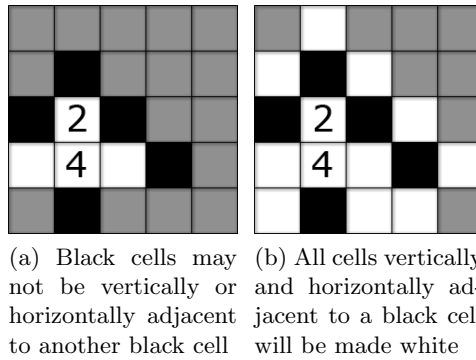 2
4
2
4
(a) Black cells may
not be vertically or
horizontally adjacent
to another black cell
(b) All cells vertically
and horizontally ad-
jacent to a black cell
will be made white